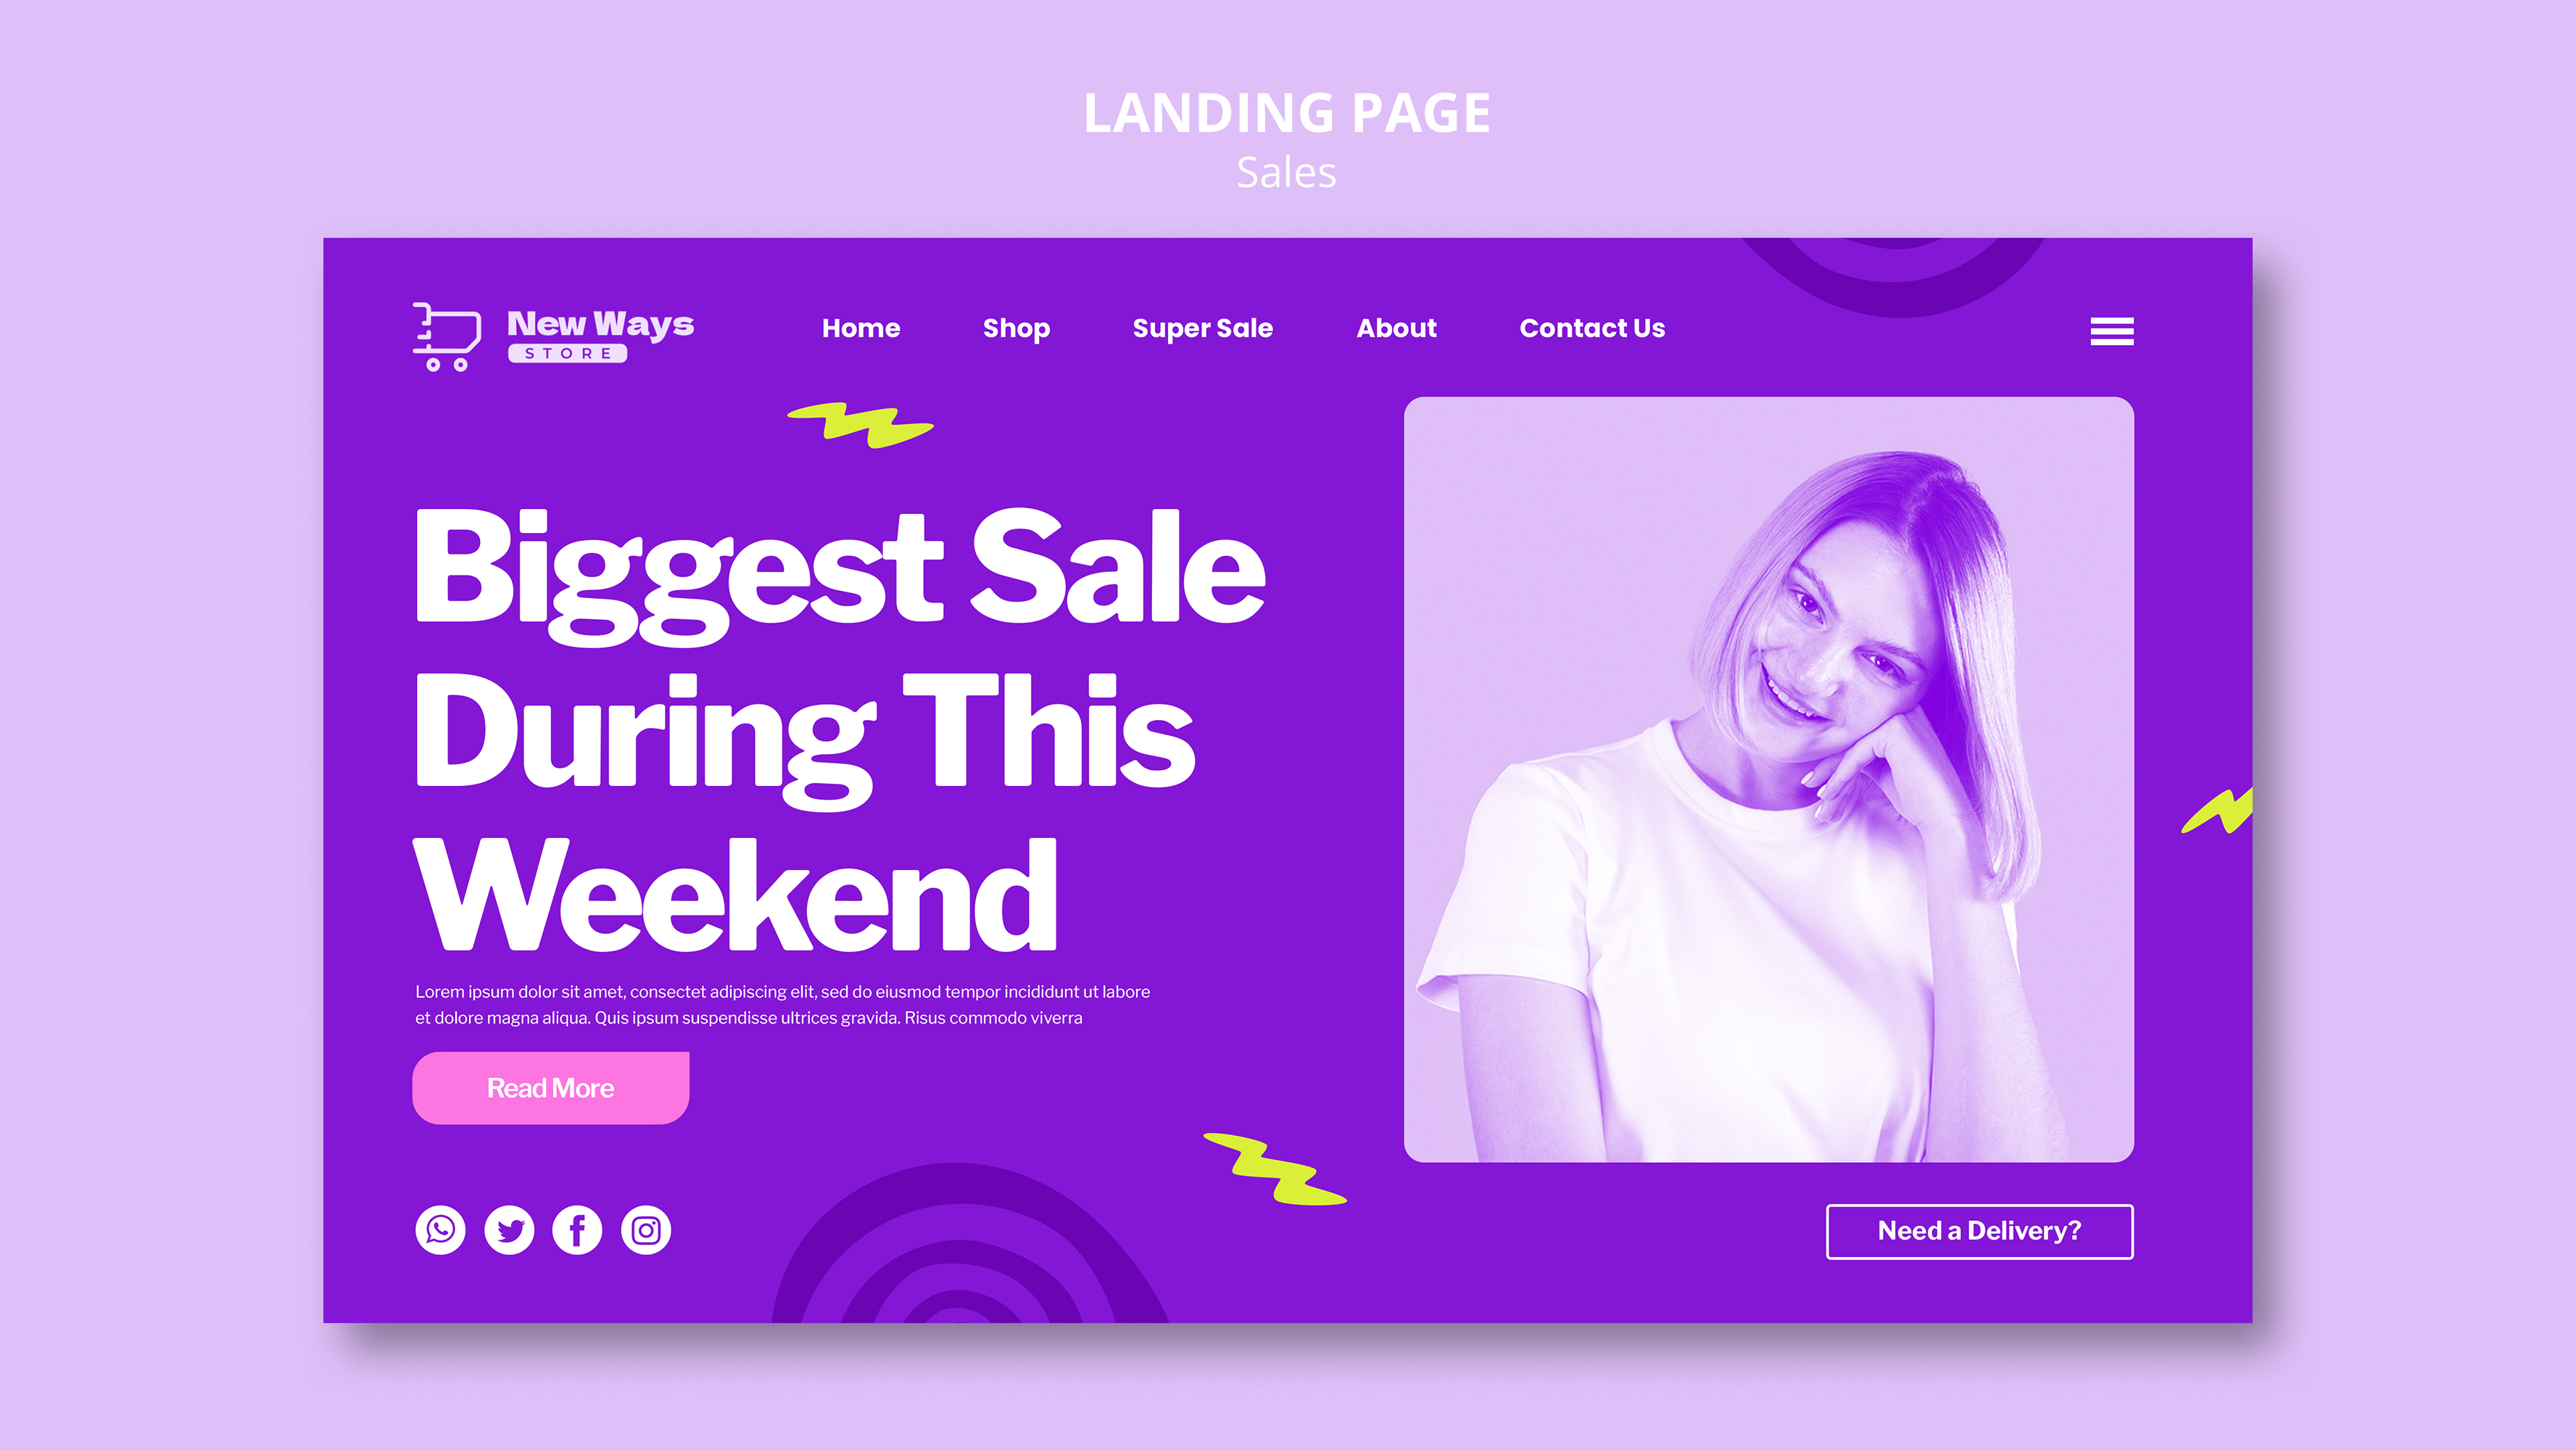 LANDING PAGE
Sales
New Ways
STORE
Home
Shop
Super Sale
About
Contact Us
Biggest Sale
During This
Weekend
Lorem ipsum dolor sit amet, consectet adipiscing elit, sed do eiusmod tempor incididunt ut labore
et dolore magna aliqua. Quis ipsum suspendisse ultrices gravida. Risus commodo viverra
Read More
Need a Delivery?